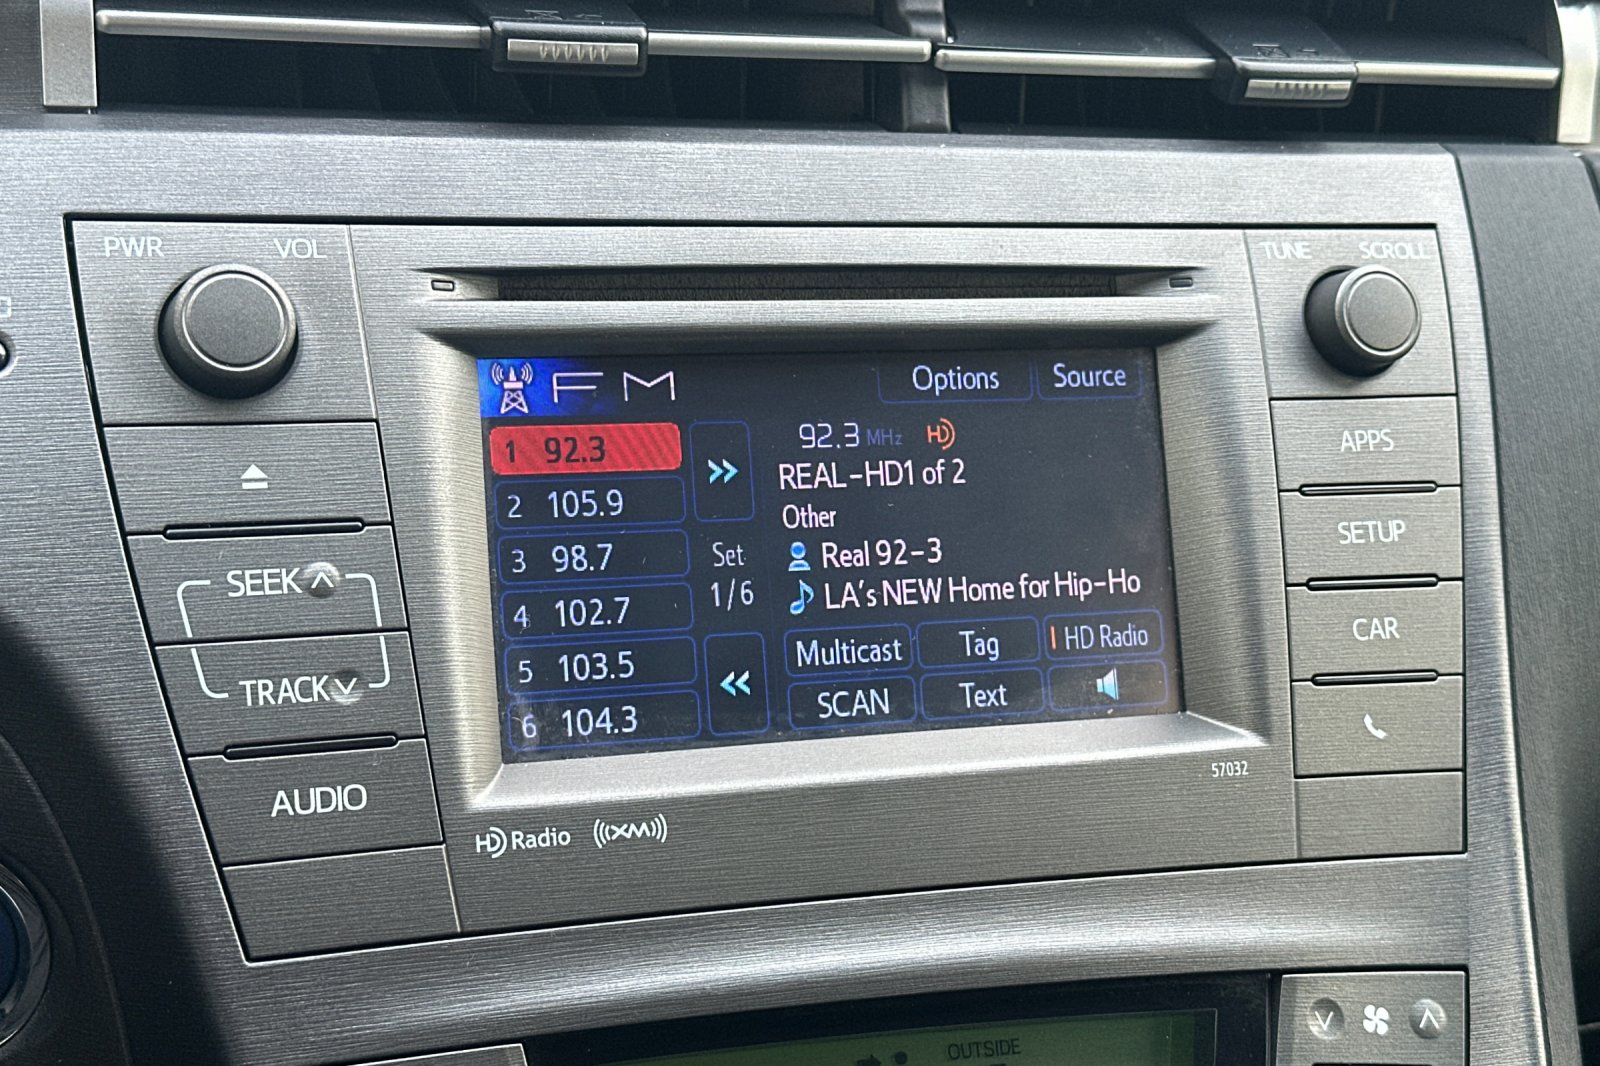 PWR VOL
TUNE SCROLL
FM Options Source
1 92.3
2 105.9
3 98.7
4 102.7
5 103.5
6 104.3
>>
Set
1/6
<<
92.3 MHz HD
REAL-HD1 of 2
Other
Real 92-3
LA's NEW Home for Hip-Ho
Multicast Tag HD Radio
SCAN Text
SEEK
TRACK
AUDIO
APPS
SETUP
CAR
57032
HD Radio ((XM))
OUTSIDE